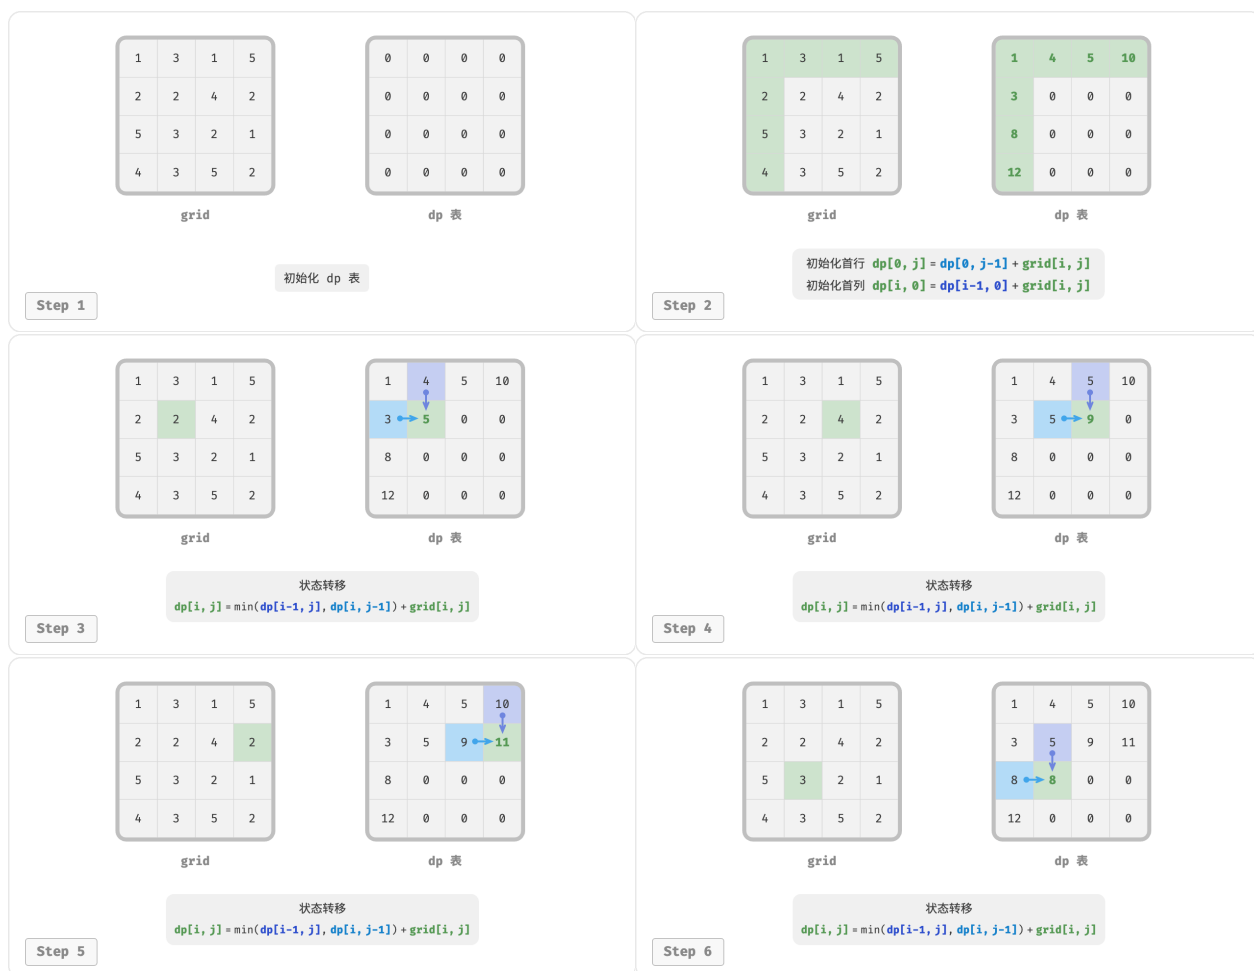 1 3 1 5
2 2 4 2
5 3 2 1
4 3 5 2
grid
0 0 0 0
0 0 0 0
0 0 0 0
0 0 0 0
dp 表
初始化 dp 表
Step 1
1 3 1 5
2 2 4 2
5 3 2 1
4 3 5 2
grid
1 4 5 10
3 0 0 0
8 0 0 0
12 0 0 0
dp 表
初始化首行 dp[0, j] = dp[0, j-1] + grid[i, j]
初始化首列 dp[i, 0] = dp[i-1, 0] + grid[i, j]
Step 2
1 3 1 5
2 2 4 2
5 3 2 1
4 3 5 2
grid
1 4 5 10
3 5 0 0
8 0 0 0
12 0 0 0
dp 表
状态转移
dp[i, j] = min(dp[i-1, j], dp[i, j-1]) + grid[i, j]
Step 3
1 3 1 5
2 2 4 2
5 3 2 1
4 3 5 2
grid
1 4 5 10
3 5 9 0
8 0 0 0
12 0 0 0
dp 表
状态转移
dp[i, j] = min(dp[i-1, j], dp[i, j-1]) + grid[i, j]
Step 4
1 3 1 5
2 2 4 2
5 3 2 1
4 3 5 2
grid
1 4 5 10
3 5 9 11
8 0 0 0
12 0 0 0
dp 表
状态转移
dp[i, j] = min(dp[i-1, j], dp[i, j-1]) + grid[i, j]
Step 5
1 3 1 5
2 2 4 2
5 3 2 1
4 3 5 2
grid
1 4 5 10
3 5 9 11
8 8 0 0
12 0 0 0
dp 表
状态转移
dp[i, j] = min(dp[i-1, j], dp[i, j-1]) + grid[i, j]
Step 6